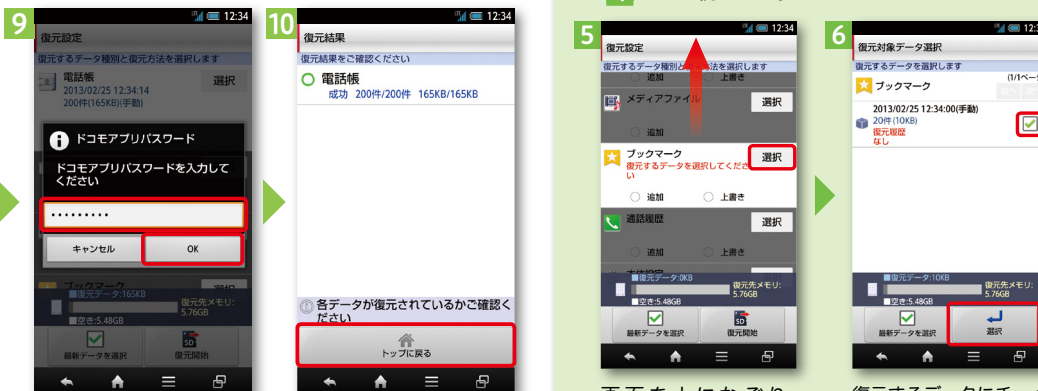 9
12:34
復元設定
復元するデータ種別と復元方法を選択します
電話帳
2013/02/25 12:34:14
200件(165KB)(手動)
選択
ドコモアプリパスワード
ドコモアプリパスワードを入力して
ください
・・・・・・・・・
キャンセル
OK
ブックマーク
選択
■復元データ:165KB
復元先メモリ:
5.76GB
■空き:5.48GB
最新データを選択
復元開始
10
12:34
復元結果
復元結果をご確認ください
電話帳
成功 200件/200件 165KB/165KB
各データが復元されているかご確認く
ださい
トップに戻る
5
12:34
復元設定
復元するデータ種別と 方法を選択します
追加
上書き
メディアファイル
選択
追加
ブックマーク
選択
復元するデータを選択してくださ
い
追加
上書き
通話履歴
選択
追加
上書き
■復元データ:0KB
復元先メモリ:
5.76GB
■空き:5.48GB
最新データを選択
復元開始
6
復元対象データ選択
復元するデータを選択します
ブックマーク
2013/02/25 12:34:00(手動)
20件(10KB)
復元履歴
なし
■復元データ:10KB
復元先メモリ:
5.76GB
■空き:5.48GB
最新データを選択
選択